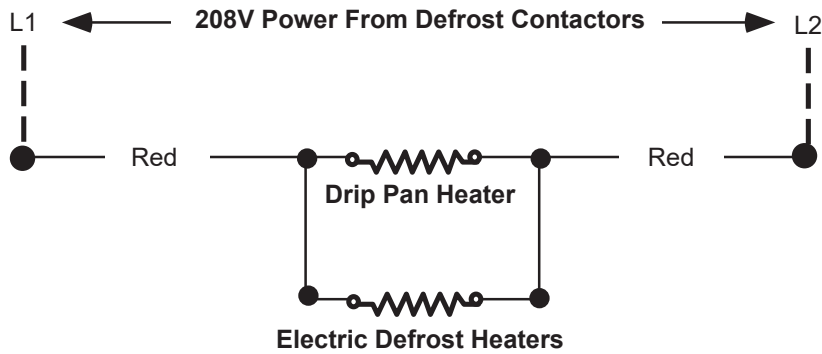 L1 208V Power From Defrost Contactors L2
Red Red
Drip Pan Heater
Electric Defrost Heaters